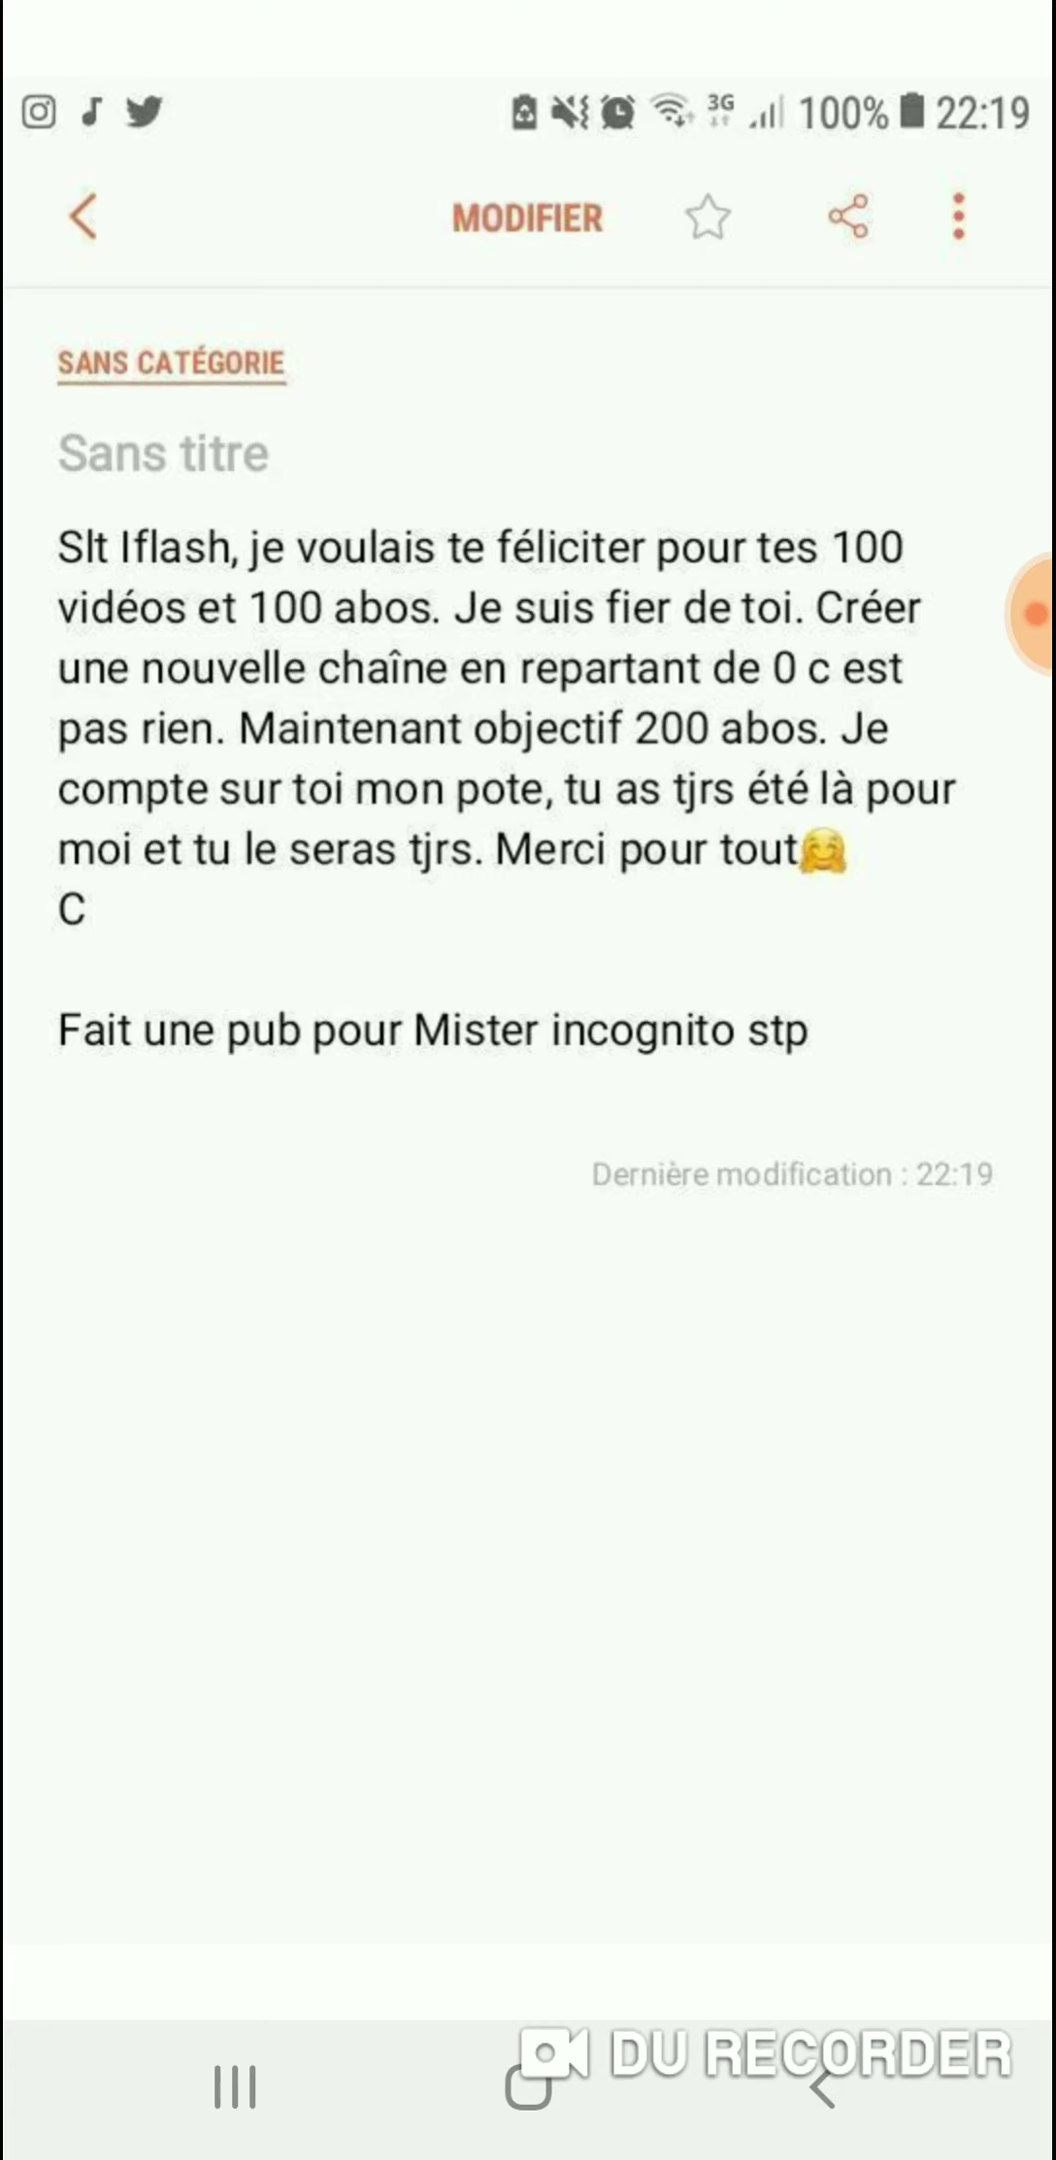 3G 100% 22:19
MODIFIER
SANS CATÉGORIE
Sans titre
Slt Iflash, je voulais te féliciter pour tes 100
vidéos et 100 abos. Je suis fier de toi. Créer
une nouvelle chaîne en repartant de 0 c est
pas rien. Maintenant objectif 200 abos. Je
compte sur toi mon pote, tu as tjrs été là pour
moi et tu le seras tjrs. Merci pour tout🤗
C
Fait une pub pour Mister incognito stp
Dernière modification : 22:19
DU RECORDER